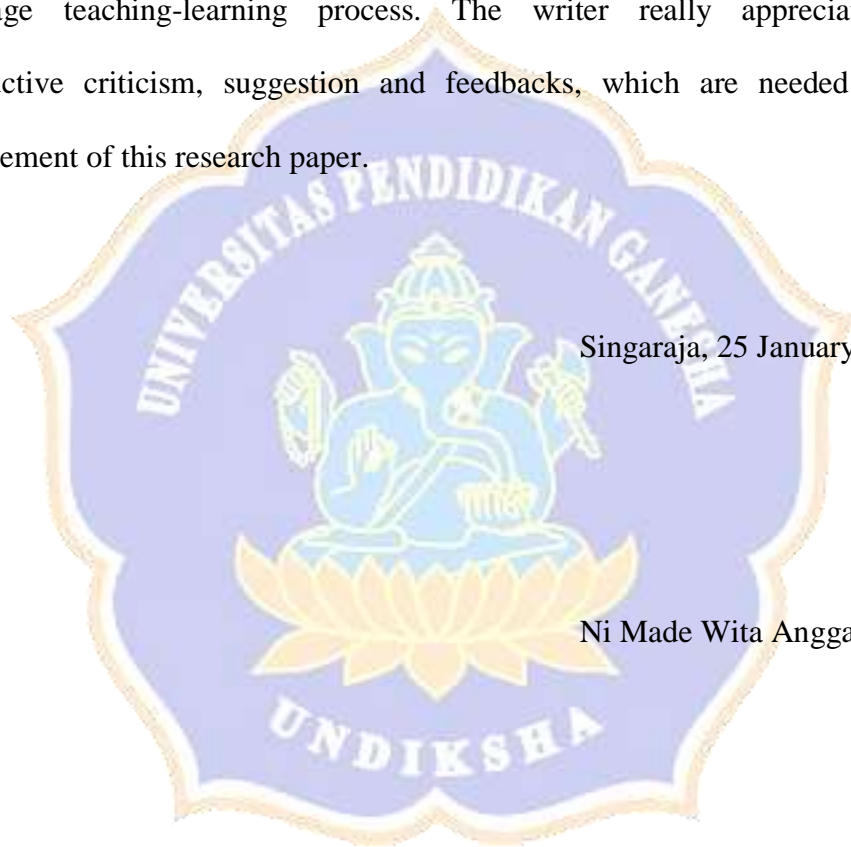 age teaching-learning process. The writer really apprecia
ctive criticism, suggestion and feedbacks, which are needed
ement of this research paper.
UNIVERSITAS PENDIDIKAN GANESHA
Singaraja, 25 January
Ni Made Wita Angga
UNDIKSHA